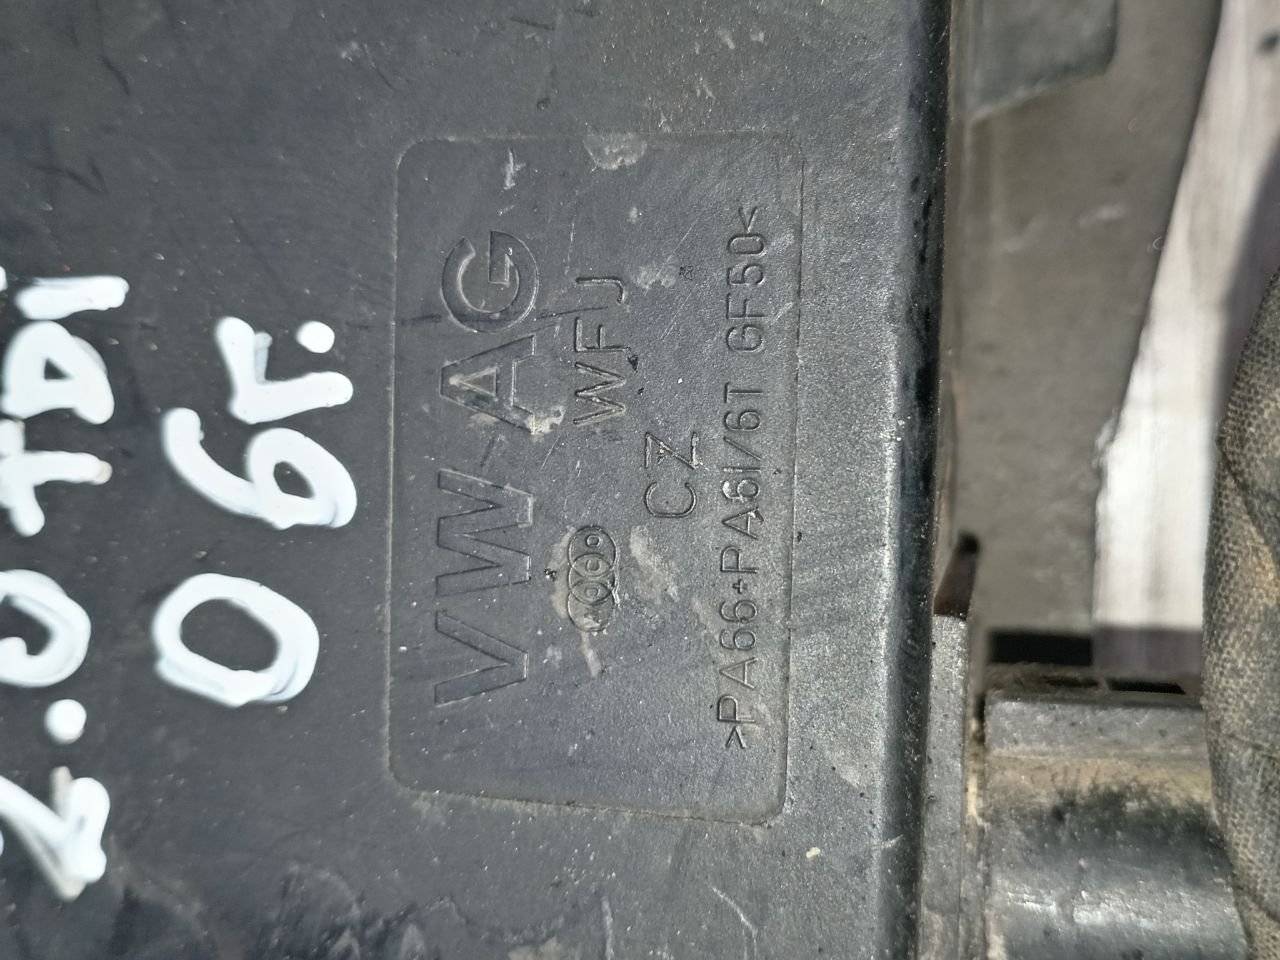 2.0 TDI
06г.
VW-AG
WFJ
CZ
>PA66+PA6I/6T GF50<